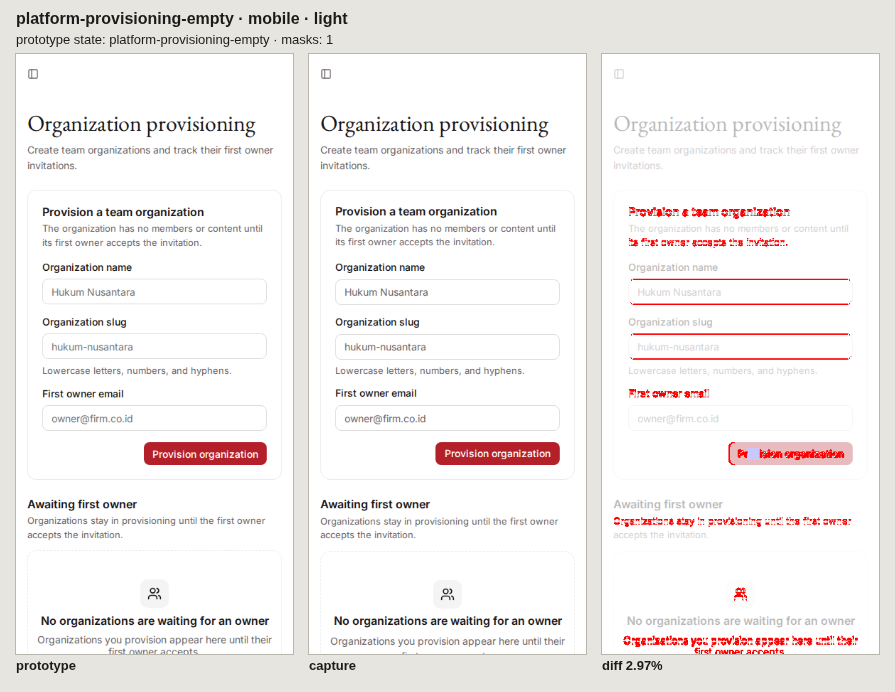 platform-provisioning-empty · mobile · light
prototype state: platform-provisioning-empty · masks: 1
Organization provisioning
Create team organizations and track their first owner
invitations.
Provision a team organization
The organization has no members or content until
its first owner accepts the invitation.
Organization name
Hukum Nusantara
Organization slug
hukum-nusantara
Lowercase letters, numbers, and hyphens.
First owner email
owner@firm.co.id
Provision organization
Awaiting first owner
Organizations stay in provisioning until the first owner
accepts the invitation.
No organizations are waiting for an owner
Organizations you provision appear here until their
first owner accepts
prototype
Organization provisioning
Create team organizations and track their first owner
invitations.
Provision a team organization
The organization has no members or content until
its first owner accepts the invitation.
Organization name
Hukum Nusantara
Organization slug
hukum-nusantara
Lowercase letters, numbers, and hyphens.
First owner email
owner@firm.co.id
Provision organization
Awaiting first owner
Organizations stay in provisioning until the first owner
accepts the invitation.
No organizations are waiting for an owner
Organizations you provision appear here until their
capture
Organization provisioning
Create team organizations and track their first owner
invitations.
Provision a team organization
The organization has no members or content until
its first owner accepts the invitation.
Organization name
Hukum Nusantara
Organization slug
hukum-nusantara
Lowercase letters, numbers, and hyphens.
First owner email
owner@firm.co.id
Provision organization
Awaiting first owner
Organizations stay in provisioning until the first owner
accepts the invitation.
No organizations are waiting for an owner
Organizations you provision appear here until their
first owner accepts
diff 2.97%